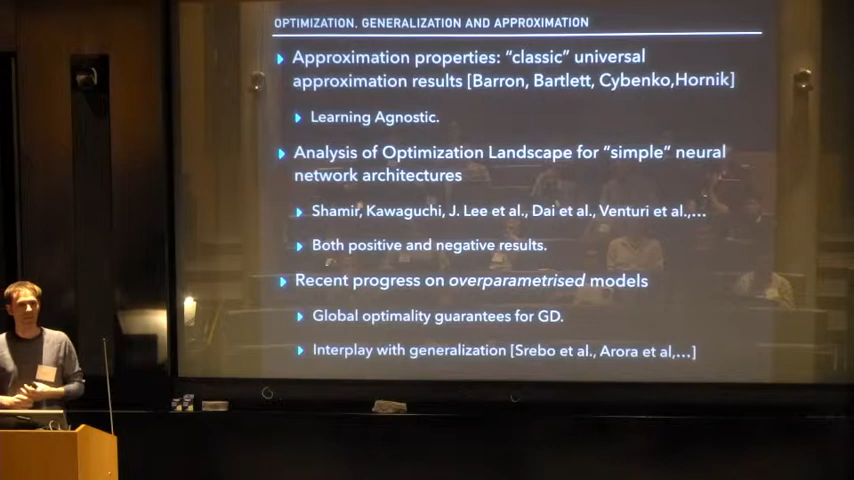 OPTIMIZATION, GENERALIZATION AND APPROXIMATION
Approximation properties: "classic" universal
approximation results [Barron, Bartlett, Cybenko,Hornik]
Learning Agnostic.
Analysis of Optimization Landscape for "simple" neural
network architectures
Shamir, Kawaguchi, J. Lee et al., Dai et al., Venturi et al.,...
Both positive and negative results.
Recent progress on overparametrised models
Global optimality guarantees for GD.
Interplay with generalization [Srebo et al., Arora et al,...]